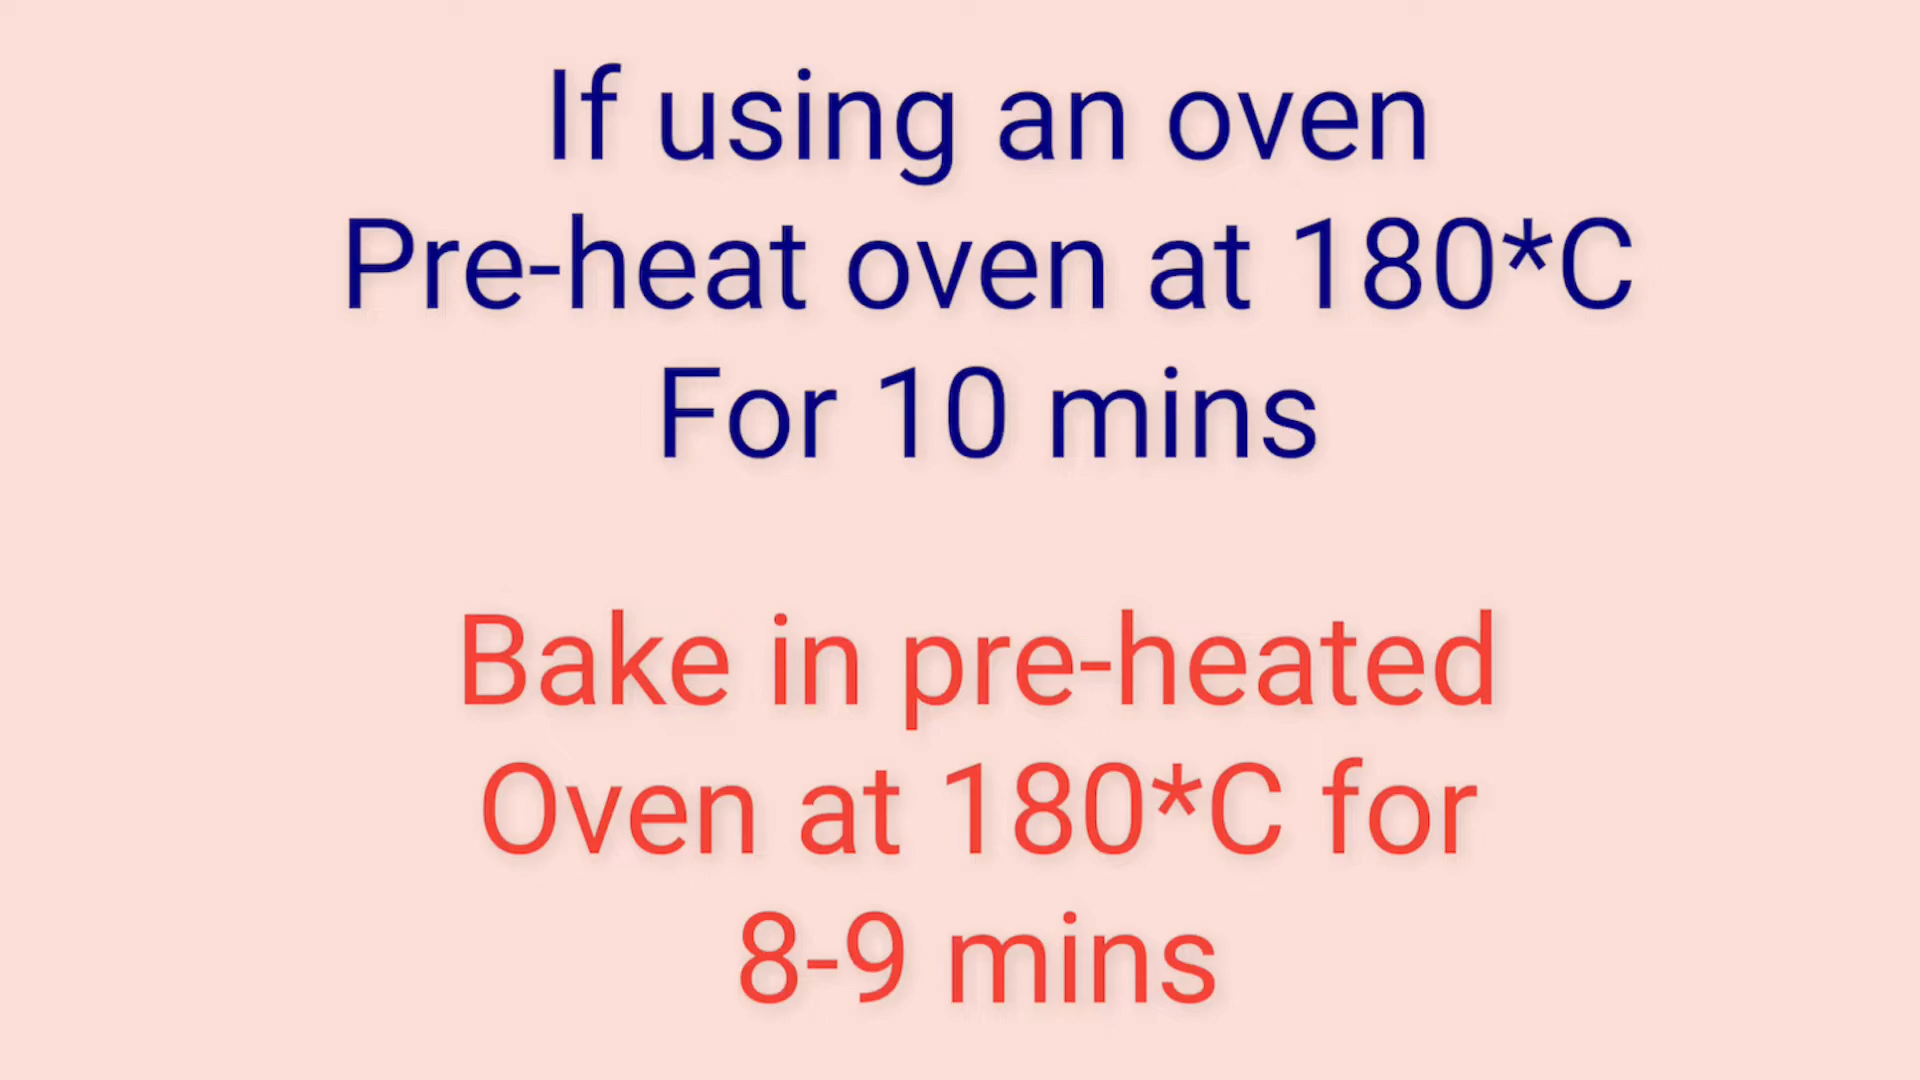 If using an oven
Pre-heat oven at 180*C
For 10 mins
Bake in pre-heated
Oven at 180*C for
8-9 mins